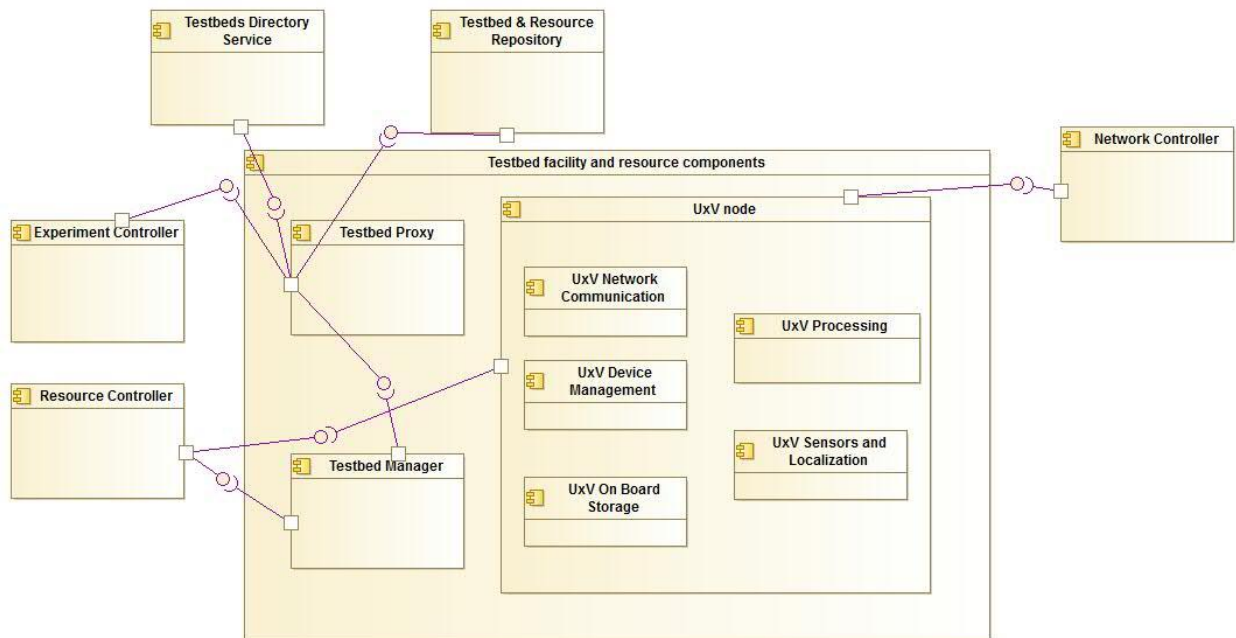 Testbeds Directory
Service
Testbed & Resource
Repository
Network Controller
Testbed facility and resource components
UxV node
Experiment Controller
Testbed Proxy
UxV Network
Communication
UxV Processing
UxV Device
Management
Resource Controller
UxV Sensors and
Localization
Testbed Manager
UxV On Board
Storage